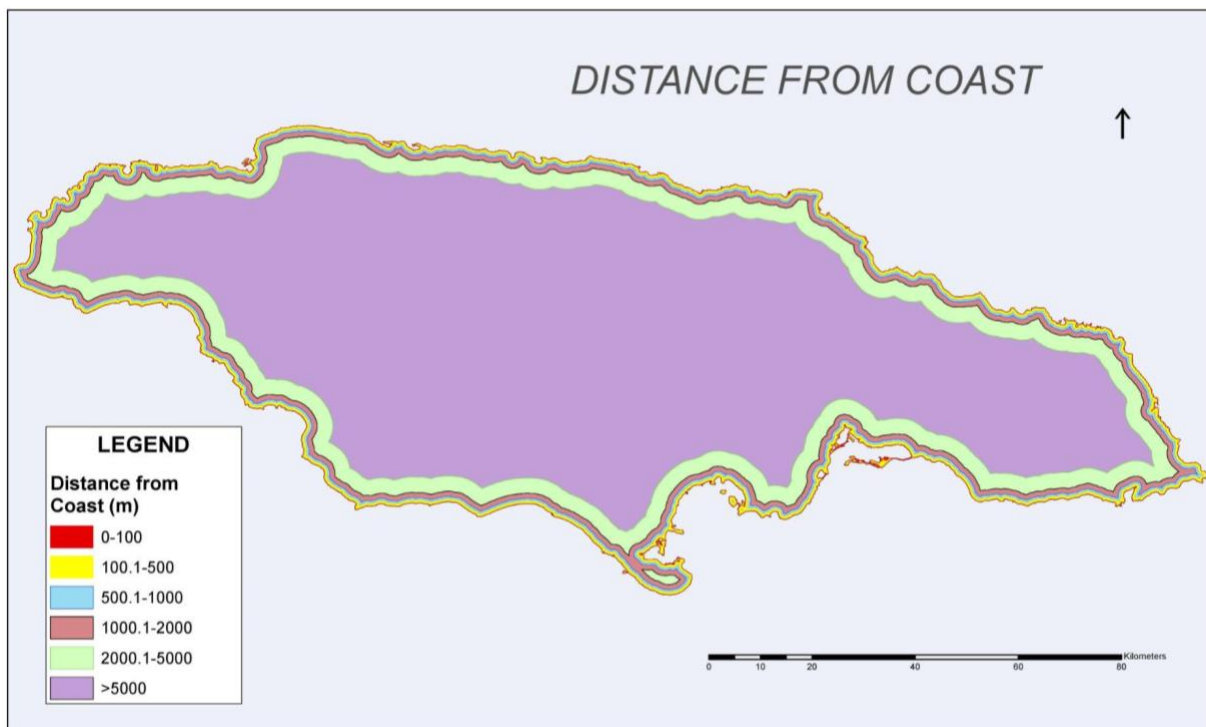 DISTANCE FROM COAST
LEGEND
Distance from
Coast (m)
0-100
100.1-500
500.1-1000
1000.1-2000
2000.1-5000
>5000
Kilometers
0 10 20 40 60 80